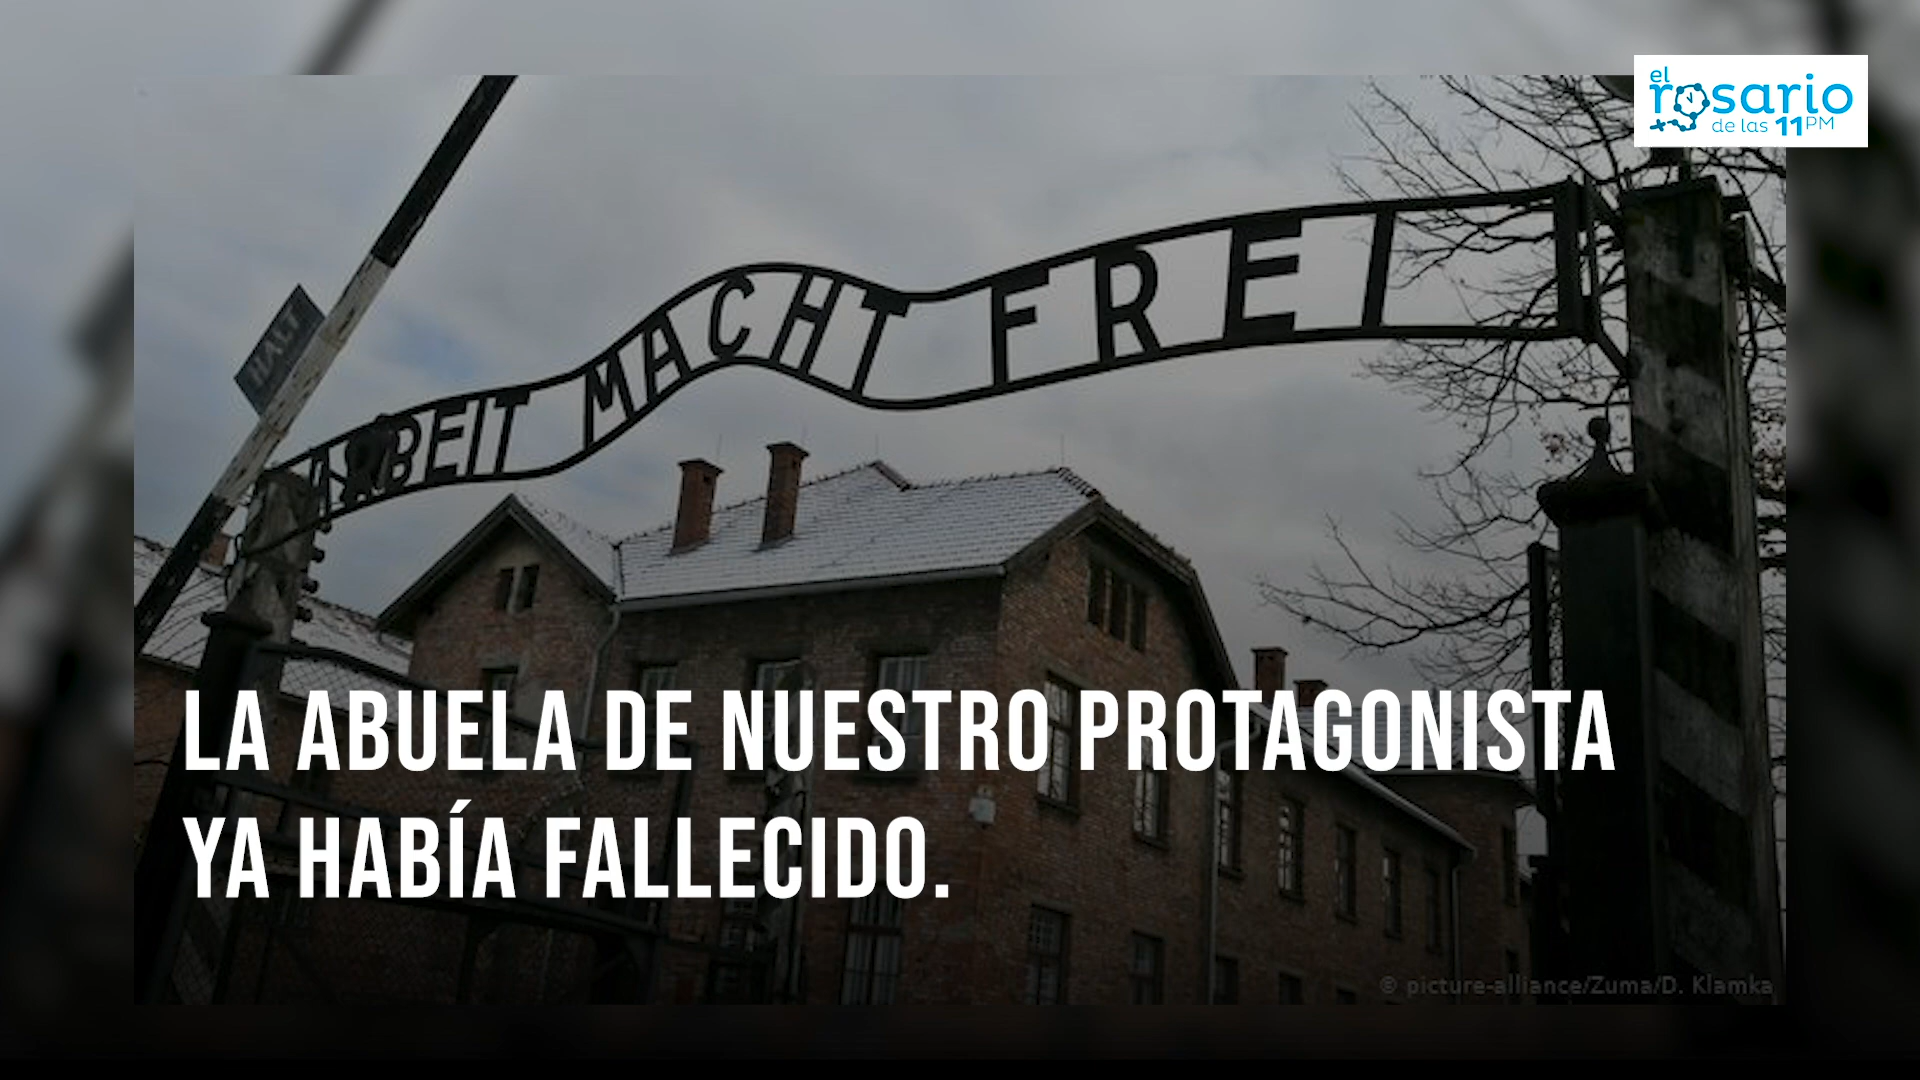 el
rosario
de las 11PM
HALT
ARBEIT MACHT FREI
LA ABUELA DE NUESTRO PROTAGONISTA
YA HABÍA FALLECIDO.
© picture-alliance/Zuma/D. Klamka